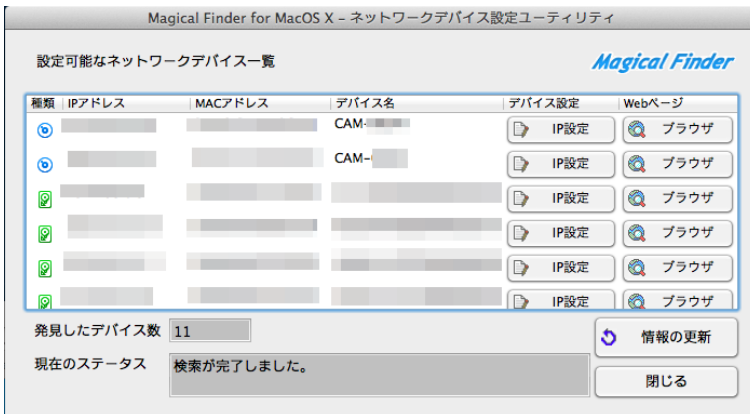 Magical Finder for MacOS X – ネットワークデバイス設定ユーティリティ
設定可能なネットワークデバイス一覧
Magical Finder
種類 IPアドレス MACアドレス デバイス名 デバイス設定 Webページ
CAM- IP設定 ブラウザ
CAM- IP設定 ブラウザ
IP設定 ブラウザ
IP設定 ブラウザ
IP設定 ブラウザ
IP設定 ブラウザ
発見したデバイス数 11
情報の更新
現在のステータス 検索が完了しました。
閉じる